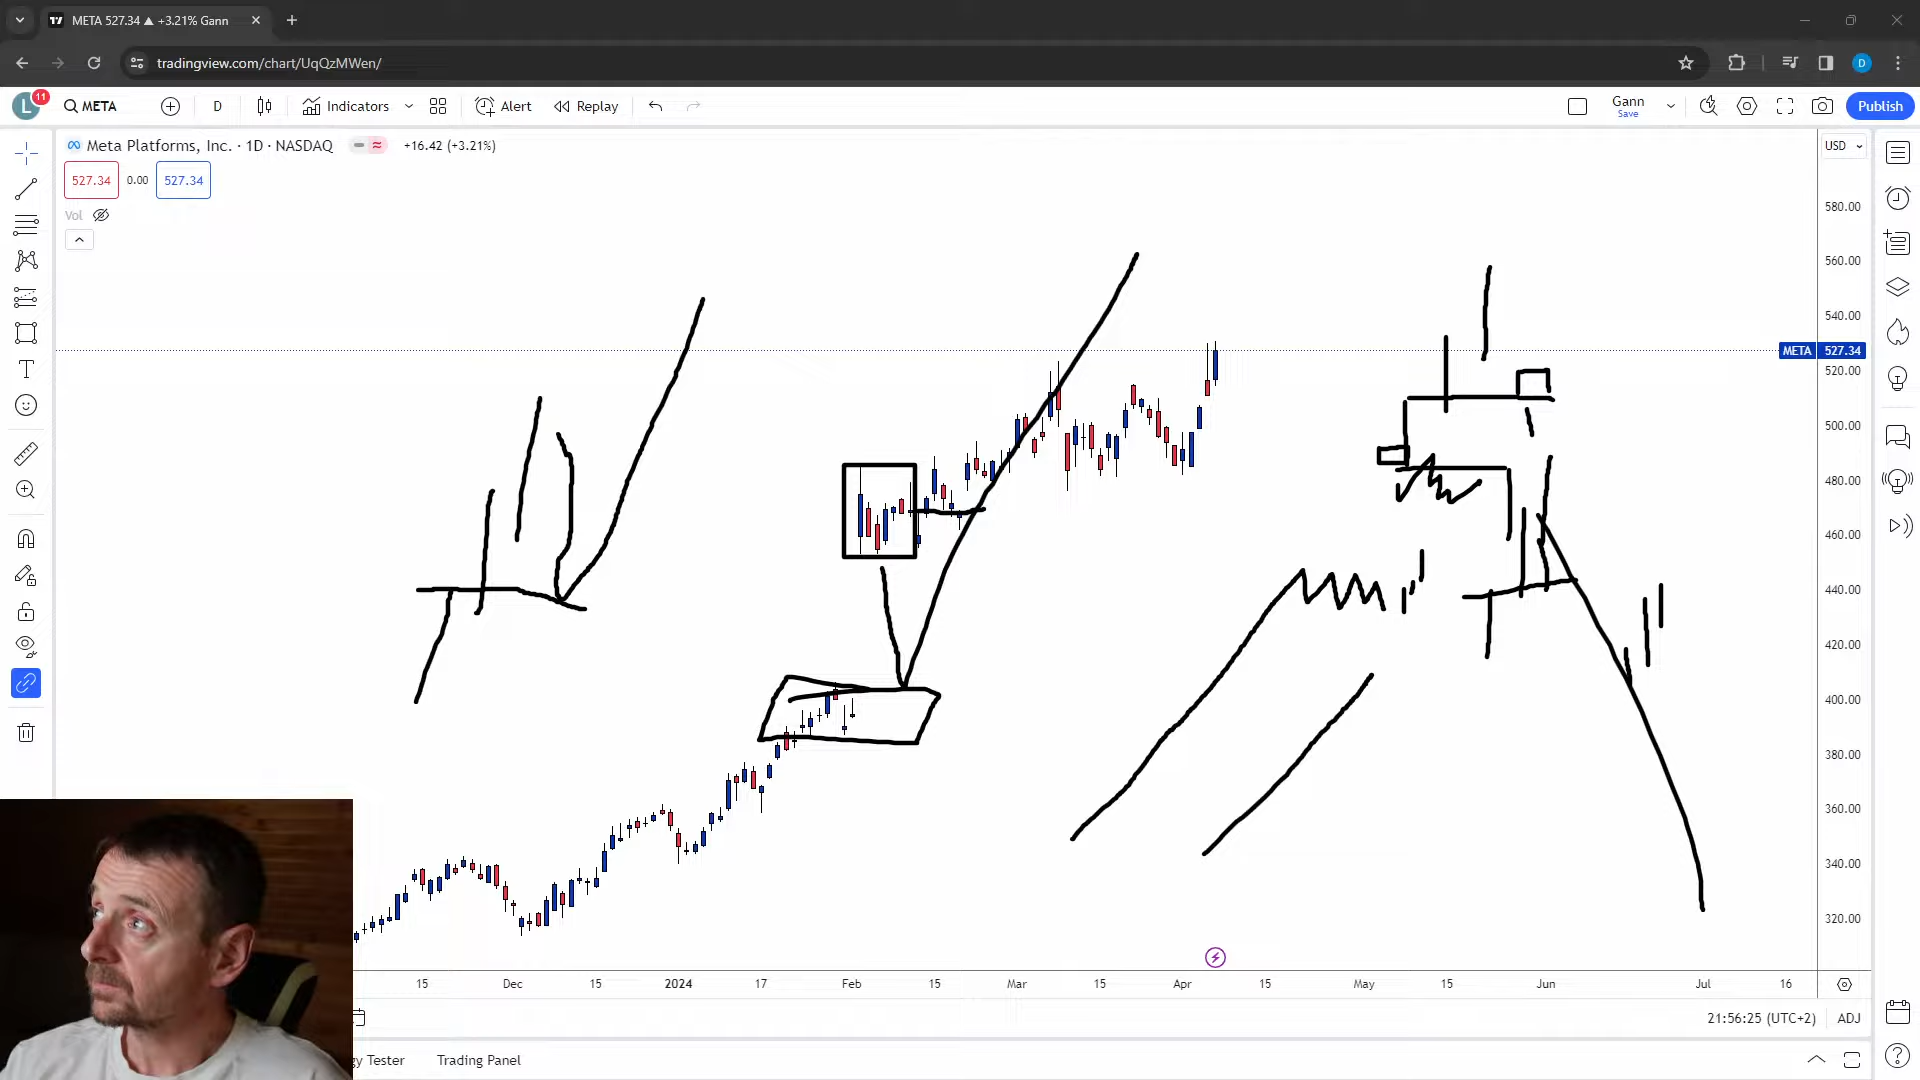 META 527.34 ▲ +3.21% Gann
tradingview.com/chart/UqQzMWen/
D
L
11
META
D
Indicators
Alert
Replay
Gann
Save
Publish
Meta Platforms, Inc. · 1D · NASDAQ
+16.42 (+3.21%)
USD
527.34
0.00
527.34
Vol
580.00
560.00
540.00
META 527.34
520.00
500.00
480.00
460.00
440.00
420.00
400.00
380.00
360.00
340.00
320.00
15
Dec
15
2024
17
Feb
15
Mar
15
Apr
15
May
15
Jun
Jul
16
21:56:25 (UTC+2)
ADJ
gy Tester
Trading Panel